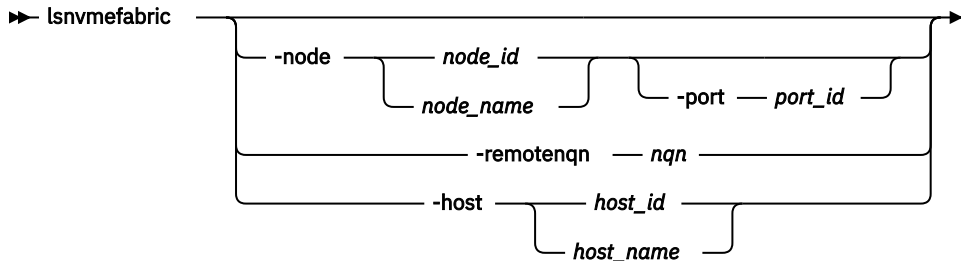 lsnvmefabric
-node node_id
node_name
-port port_id
-remotenqn nqn
-host host_id
host_name